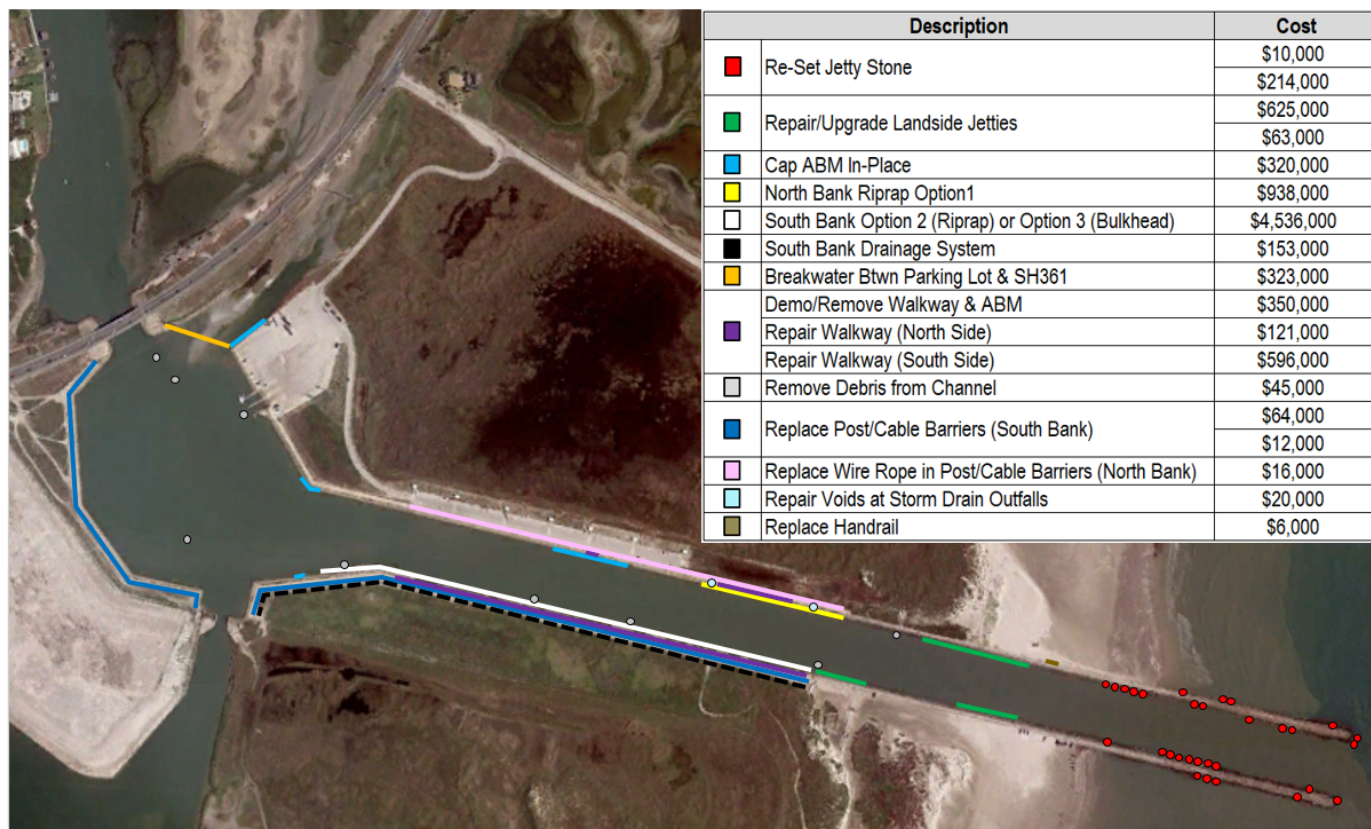 Description Cost
Re-Set Jetty Stone $10,000
$214,000
Repair/Upgrade Landside Jetties $625,000
$63,000
Cap ABM In-Place $320,000
North Bank Riprap Option1 $938,000
South Bank Option 2 (Riprap) or Option 3 (Bulkhead) $4,536,000
South Bank Drainage System $153,000
Breakwater Btwn Parking Lot & SH361 $323,000
Demo/Remove Walkway & ABM $350,000
Repair Walkway (North Side) $121,000
Repair Walkway (South Side) $596,000
Remove Debris from Channel $45,000
Replace Post/Cable Barriers (South Bank) $64,000
$12,000
Replace Wire Rope in Post/Cable Barriers (North Bank) $16,000
Repair Voids at Storm Drain Outfalls $20,000
Replace Handrail $6,000